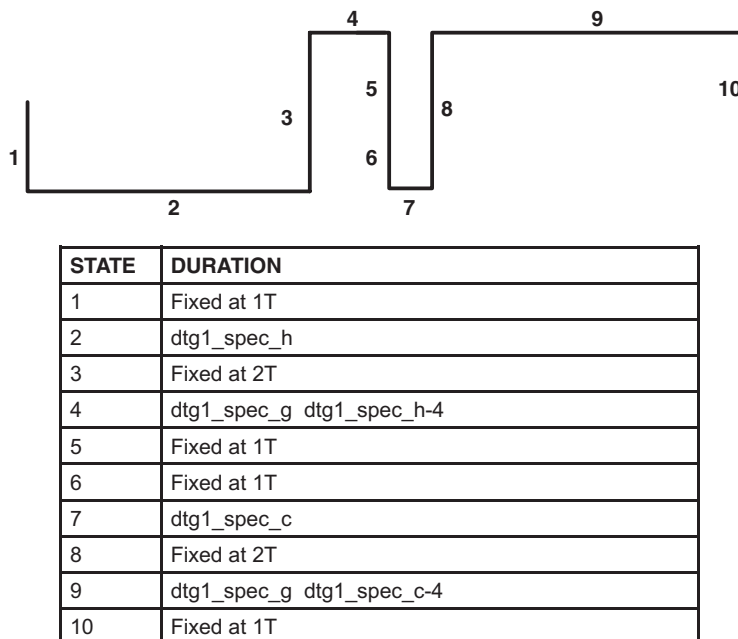 4
9
5
10
3
8
1
6
2
7
STATE DURATION
1 Fixed at 1T
2 dtg1_spec_h
3 Fixed at 2T
4 dtg1_spec_g dtg1_spec_h-4
5 Fixed at 1T
6 Fixed at 1T
7 dtg1_spec_c
8 Fixed at 2T
9 dtg1_spec_g dtg1_spec_c-4
10 Fixed at 1T